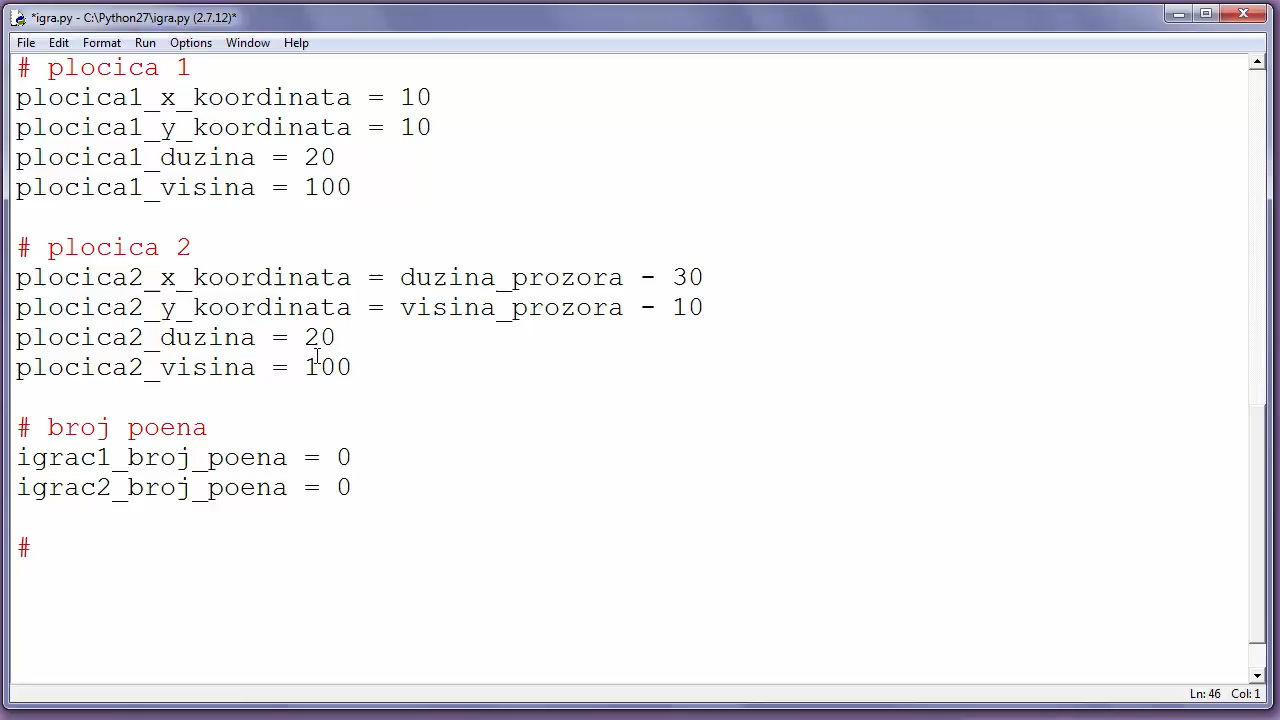 *igra.py - C:\Python27\igra.py (2.7.12)*
File Edit Format Run Options Window Help
# plocica 1
plocica1_x_koordinata = 10
plocica1_y_koordinata = 10
plocica1_duzina = 20
plocica1_visina = 100
# plocica 2
plocica2_x_koordinata = duzina_prozora - 30
plocica2_y_koordinata = visina_prozora - 10
plocica2_duzina = 20
plocica2_visina = 100
# broj poena
igrac1_broj_poena = 0
igrac2_broj_poena = 0
#
Ln: 46 Col: 1